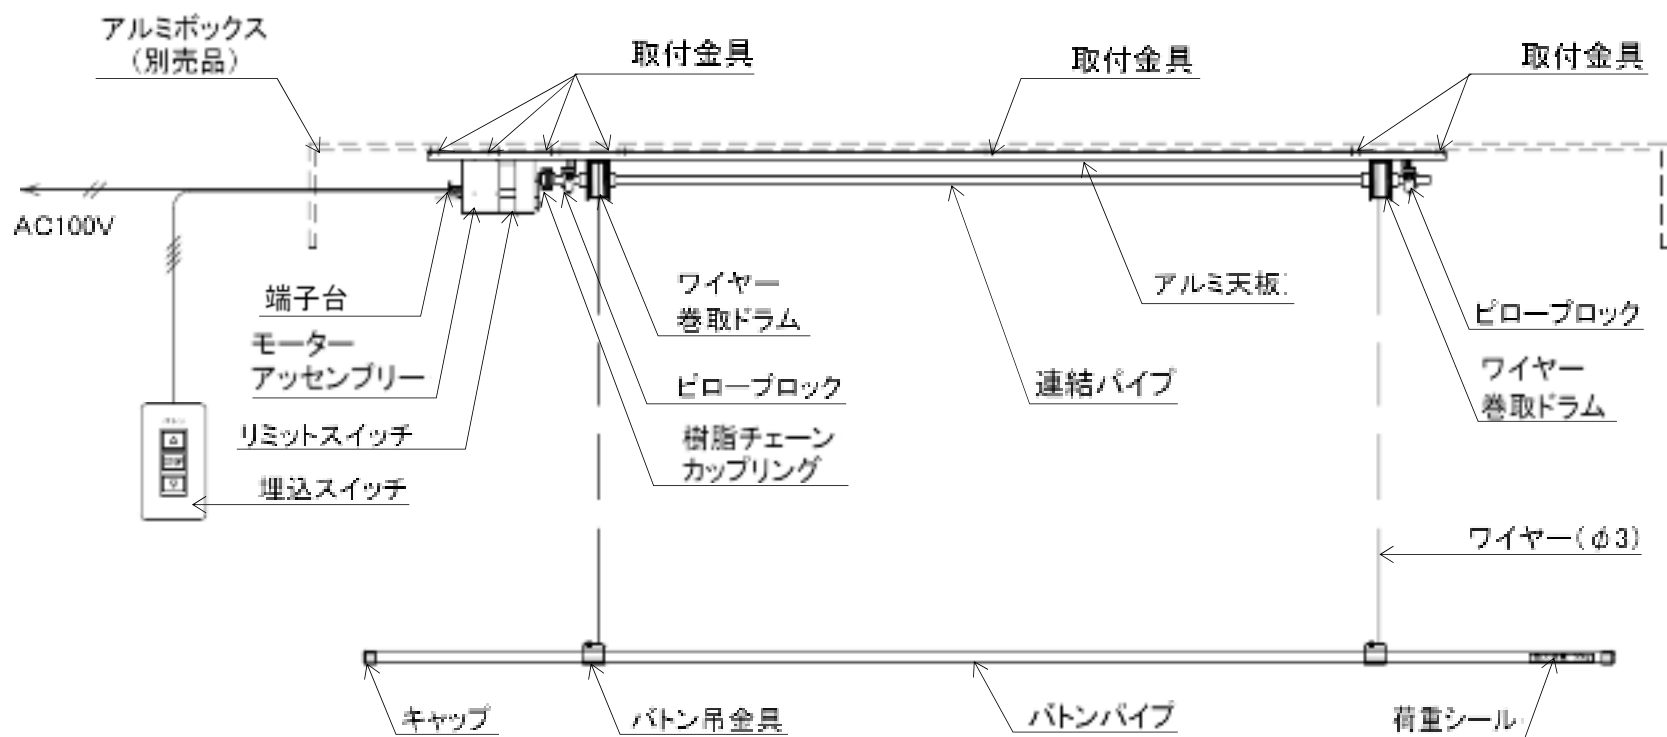 アルミボックス
（別売品）
取付金具
取付金具
取付金具
AC100V
端子台
モーター
アッセンブリー
リミットスイッチ
埋込スイッチ
ワイヤー
巻取ドラム
ピローブロック
樹脂チェーン
カップリング
アルミ天板
連結パイプ
ピローブロック
ワイヤー
巻取ドラム
ワイヤー（φ3）
キャップ
バトン吊金具
バトンパイプ
荷重シール